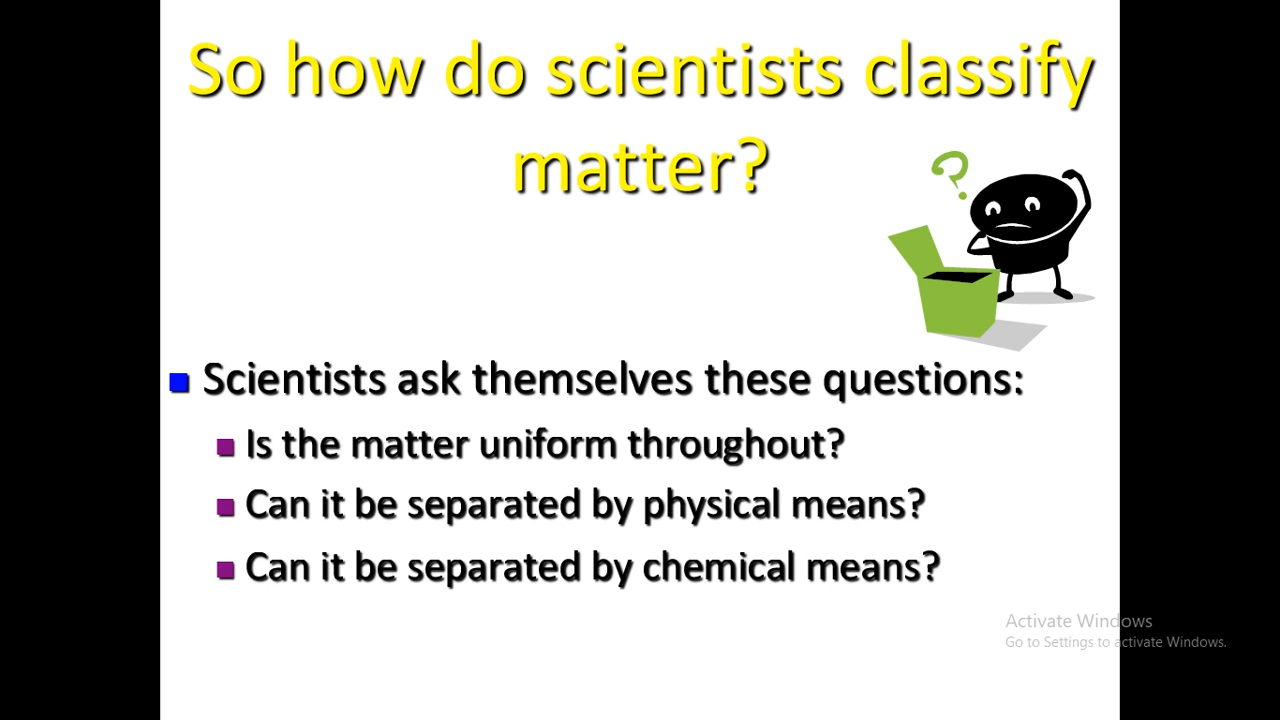 So how do scientists classify
matter?
?
Scientists ask themselves these questions:
Is the matter uniform throughout?
Can it be separated by physical means?
Can it be separated by chemical means?
Activate Windows
Go to Settings to activate Windows.